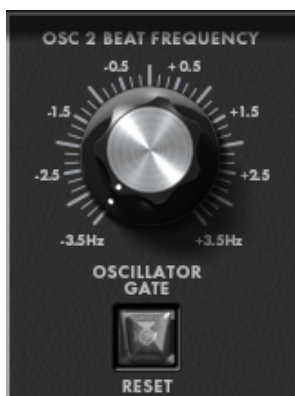 OSC 2 BEAT FREQUENCY
-0.5 +0.5
-1.5 +1.5
-2.5 +2.5
-3.5Hz +3.5Hz
OSCILLATOR
GATE
RESET